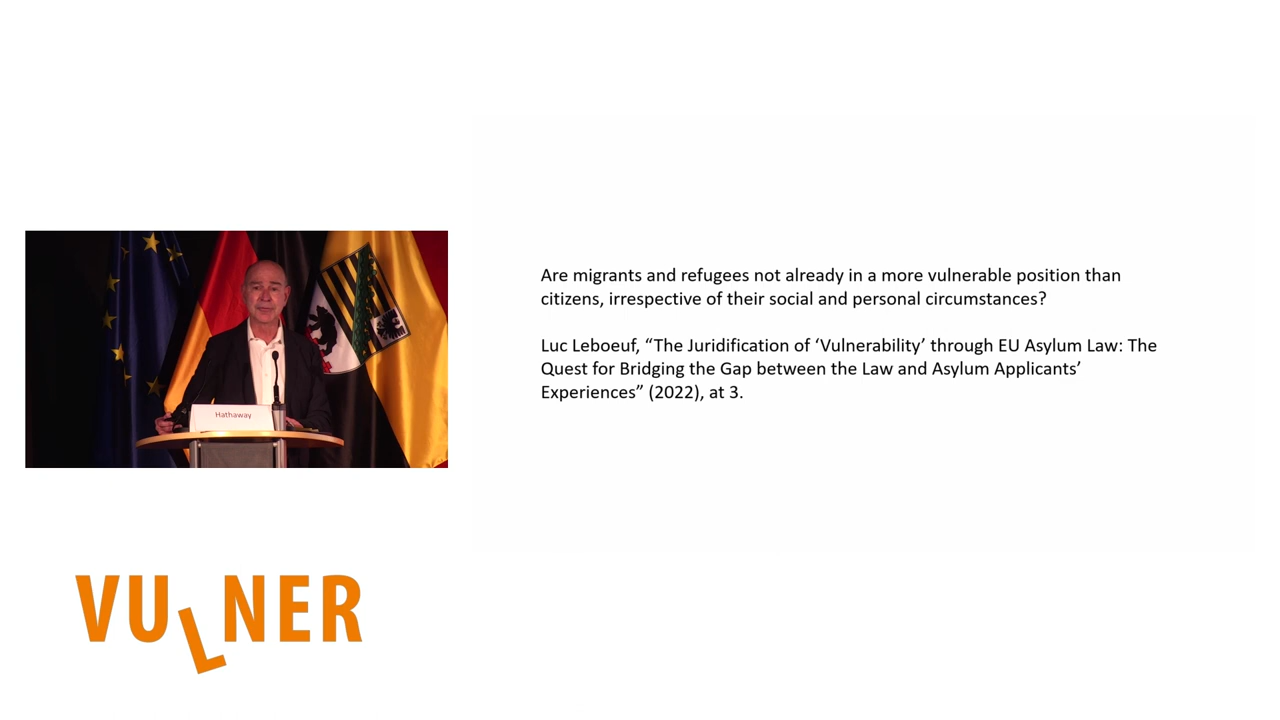 Are migrants and refugees not already in a more vulnerable position than
citizens, irrespective of their social and personal circumstances?
Luc Leboeuf, “The Juridification of ‘Vulnerability’ through EU Asylum Law: The
Quest for Bridging the Gap between the Law and Asylum Applicants’
Experiences” (2022), at 3.
Hathaway
VULNER